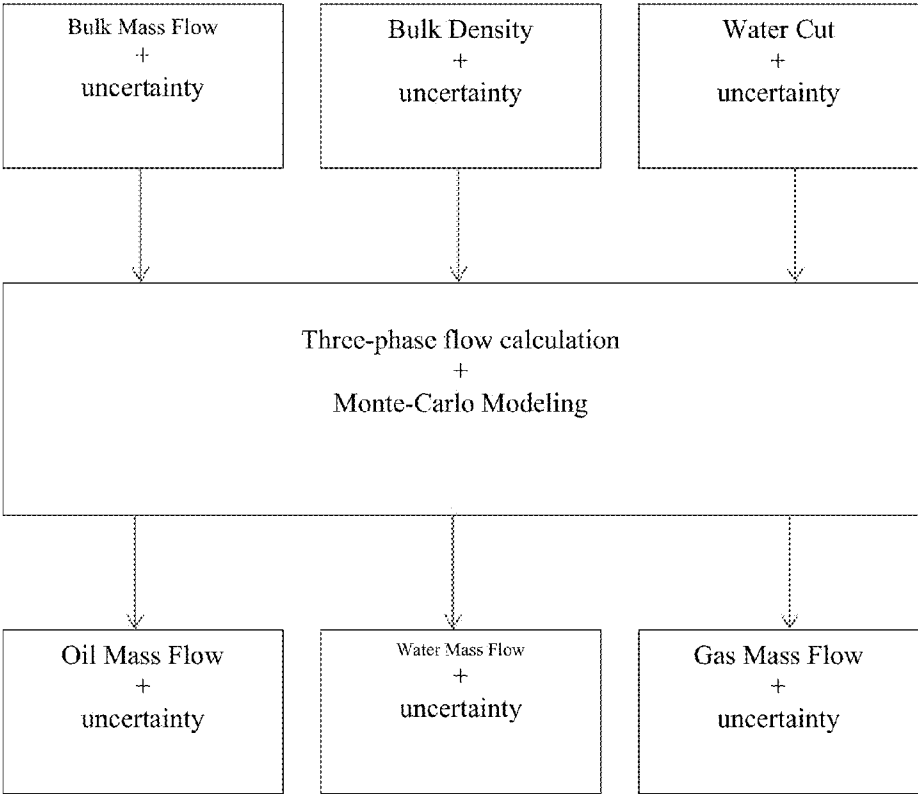 Bulk Mass Flow
+
uncertainty
Bulk Density
+
uncertainty
Water Cut
+
uncertainty
Three-phase flow calculation
+
Monte-Carlo Modeling
Oil Mass Flow
+
uncertainty
Water Mass Flow
+
uncertainty
Gas Mass Flow
+
uncertainty